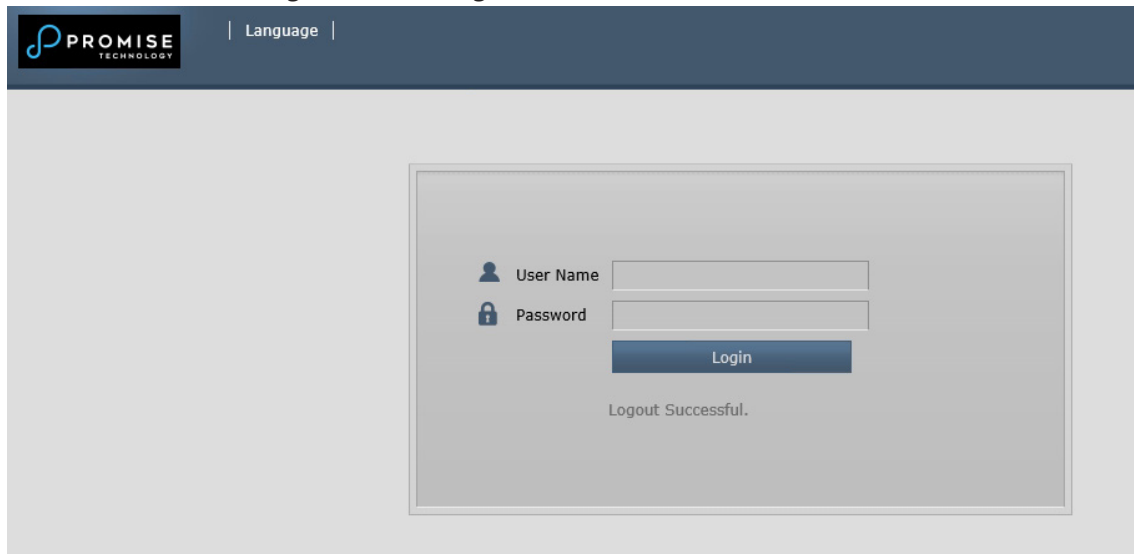 PROMISE
TECHNOLOGY
| Language |
User Name
Password
Login
Logout Successful.